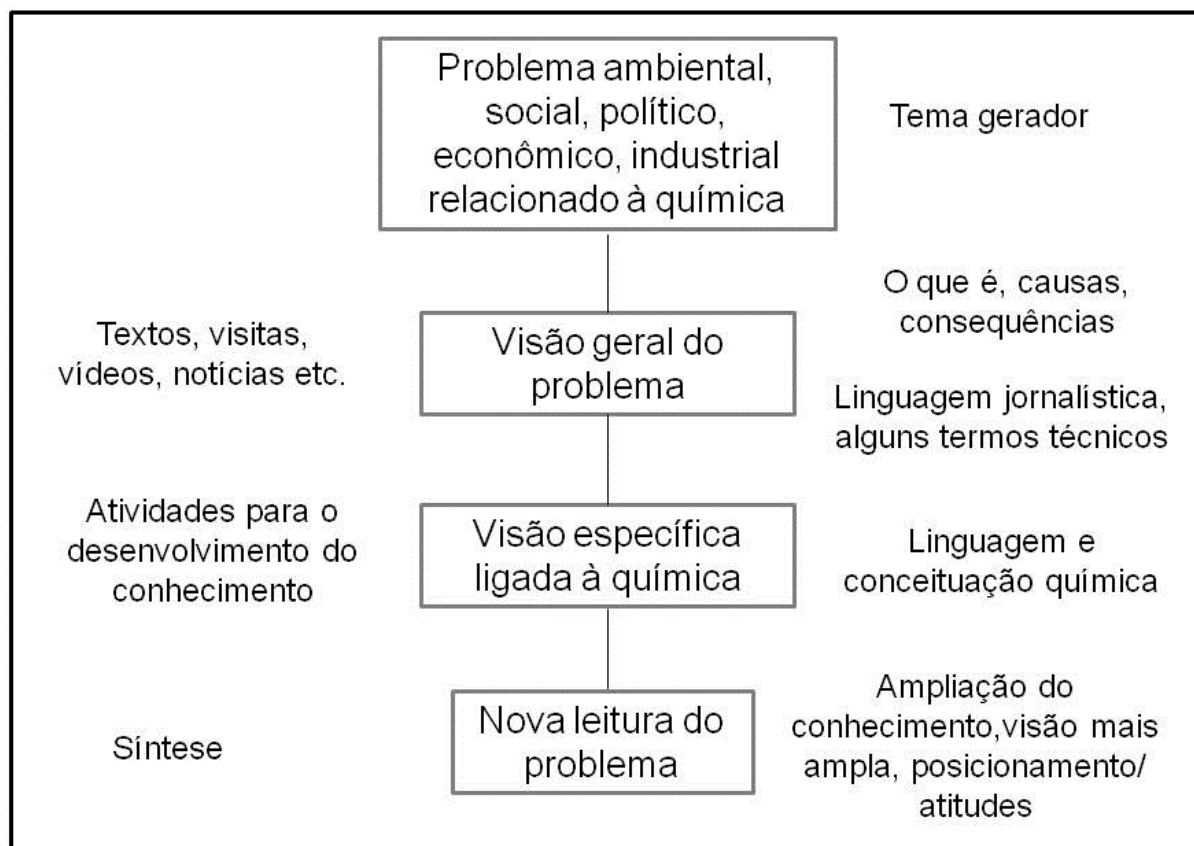 Problema ambiental,
social, político,
econômico, industrial
relacionado à química
Tema gerador
Textos, visitas,
vídeos, notícias etc.
Visão geral do
problema
O que é, causas,
consequências
Linguagem jornalística,
alguns termos técnicos
Atividades para o
desenvolvimento do
conhecimento
Visão específica
ligada à química
Linguagem e
conceituação química
Síntese
Nova leitura do
problema
Ampliação do
conhecimento,visão mais
ampla, posicionamento/
atitudes